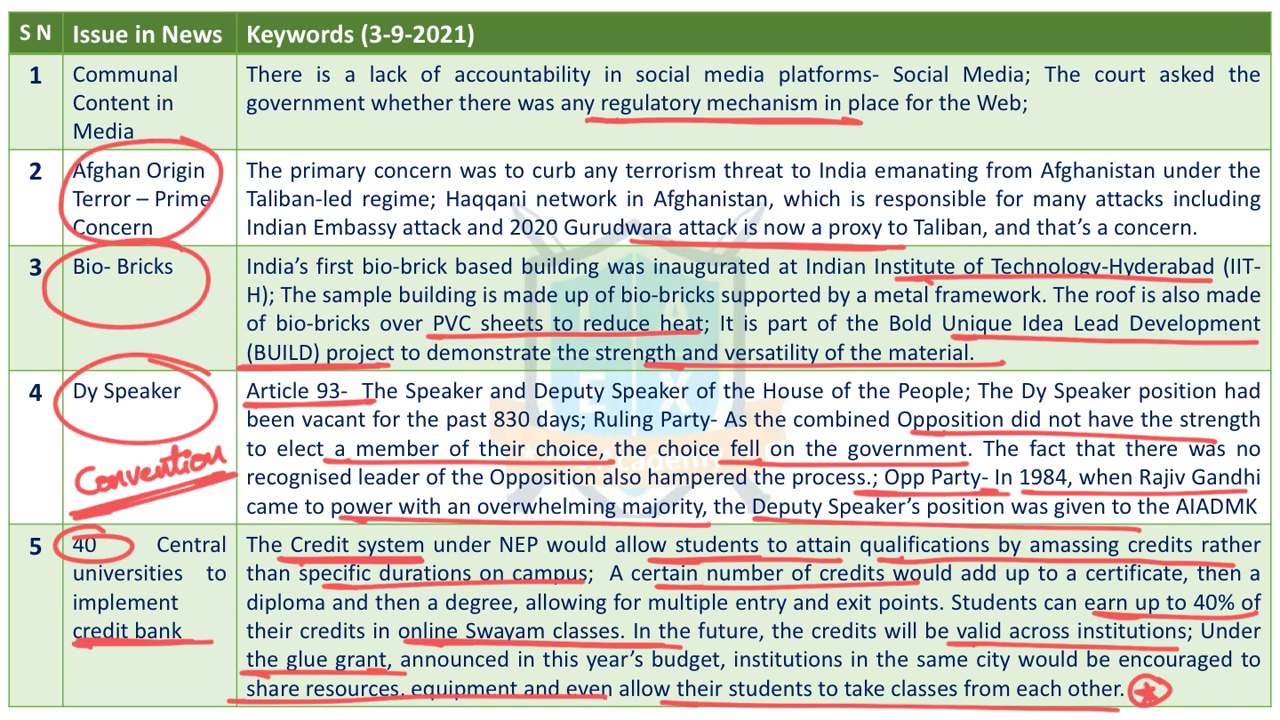 S N Issue in News Keywords (3-9-2021)
1 Communal There is a lack of accountability in social media platforms- Social Media; The court asked the
Content in government whether there was any regulatory mechanism in place for the Web;
Media
2 Afghan Origin The primary concern was to curb any terrorism threat to India emanating from Afghanistan under the
Terror – Prime Taliban-led regime; Haqqani network in Afghanistan, which is responsible for many attacks including
Concern Indian Embassy attack and 2020 Gurudwara attack is now a proxy to Taliban, and that's a concern.
3 Bio- Bricks India's first bio-brick based building was inaugurated at Indian Institute of Technology-Hyderabad (IIT-
H); The sample building is made up of bio-bricks supported by a metal framework. The roof is also made
of bio-bricks over PVC sheets to reduce heat; It is part of the Bold Unique Idea Lead Development
(BUILD) project to demonstrate the strength and versatility of the material.
4 Dy Speaker Article 93- The Speaker and Deputy Speaker of the House of the People; The Dy Speaker position had
been vacant for the past 830 days; Ruling Party- As the combined Opposition did not have the strength
to elect a member of their choice, the choice fell on the government. The fact that there was no
Convention recognised leader of the Opposition also hampered the process.; Opp Party- In 1984, when Rajiv Gandhi
came to power with an overwhelming majority, the Deputy Speaker's position was given to the AIADMK
5 40 Central The Credit system under NEP would allow students to attain qualifications by amassing credits rather
universities to than specific durations on campus; A certain number of credits would add up to a certificate, then a
implement diploma and then a degree, allowing for multiple entry and exit points. Students can earn up to 40% of
credit bank their credits in online Swayam classes. In the future, the credits will be valid across institutions; Under
the glue grant, announced in this year's budget, institutions in the same city would be encouraged to
share resources, equipment and even allow their students to take classes from each other.